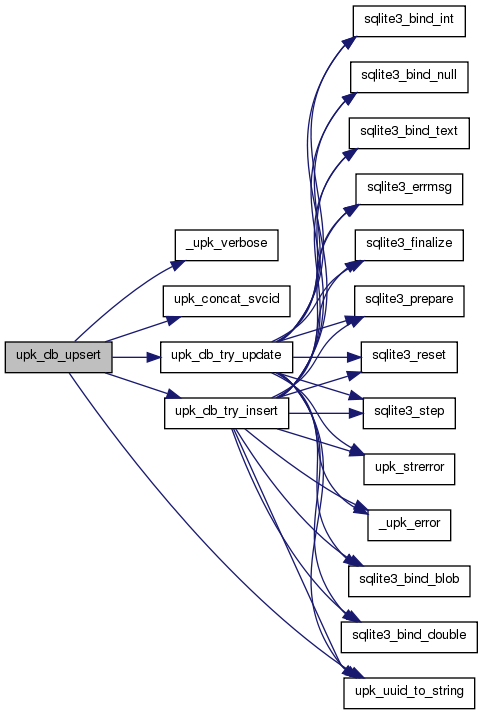 sqlite3_bind_int
sqlite3_bind_null
sqlite3_bind_text
sqlite3_errmsg
_upk_verbose
sqlite3_finalize
upk_concat_svcid
sqlite3_prepare
upk_db_upsert
upk_db_try_update
sqlite3_reset
upk_db_try_insert
sqlite3_step
upk_strerror
_upk_error
sqlite3_bind_blob
sqlite3_bind_double
upk_uuid_to_string